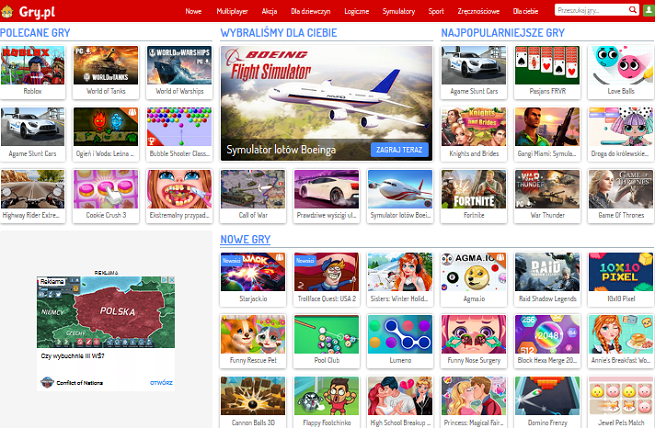 Gry.pl
Nowe Multiplayer Akcja Dla dziewczyn Logiczne Symulatory Sport Zręcznościowe Dla ciebie
Przeszukaj gry...
POLECANE GRY
ROBLOX
Roblox
WORLD OF TANKS
World of Tanks
WORLD OF WARSHIPS
World of Warships
Agame Stunt Cars
Ogień i Woda: Leśna ...
Bubble Shooter Class...
Highway Rider Extre...
Cookie Crush 3
Ekstremalny przypad...
WYBRALIŚMY DLA CIEBIE
BOEING
Flight Simulator
Symulator lotów Boeinga
ZAGRAJ TERAZ
Call of War
Prawdziwe wyścigi ul...
Symulator lotów Boei...
NAJPOPULARNIEJSZE GRY
Agame Stunt Cars
Pasjans FRVR
Love Balls
Knights and Brides
Knights and Brides
Gangi Miami: Symula...
Droga do królewskie...
FORTNITE
Fortnite
WAR THUNDER
War Thunder
GAME OF THRONES
Game Of Thrones
REKLAMA
Reklama
NIEMCY
POLSKA
CZECHY
Czy wybuchnie III WŚ?
Conflict of Nations
OTWÓRZ
NOWE GRY
Nowości
Starjack.io
Nowości
Trollface Quest: USA 2
Sisters: Winter Holid...
AGMA.IO
Agma.io
RAID
Raid Shadow Legends
10X10
PIXEL
10x10 Pixel
Funny Rescue Pet
Pool Club
Lumeno
Funny Nose Surgery
256
2048
512
64
Block Hexa Merge 20...
Annie's Breakfast Wo...
Cannon Balls 3D
Flappy Footchinko
High School Breakup ...
Princess: Magical Fair...
Domino Frenzy
Jewel Pets Match